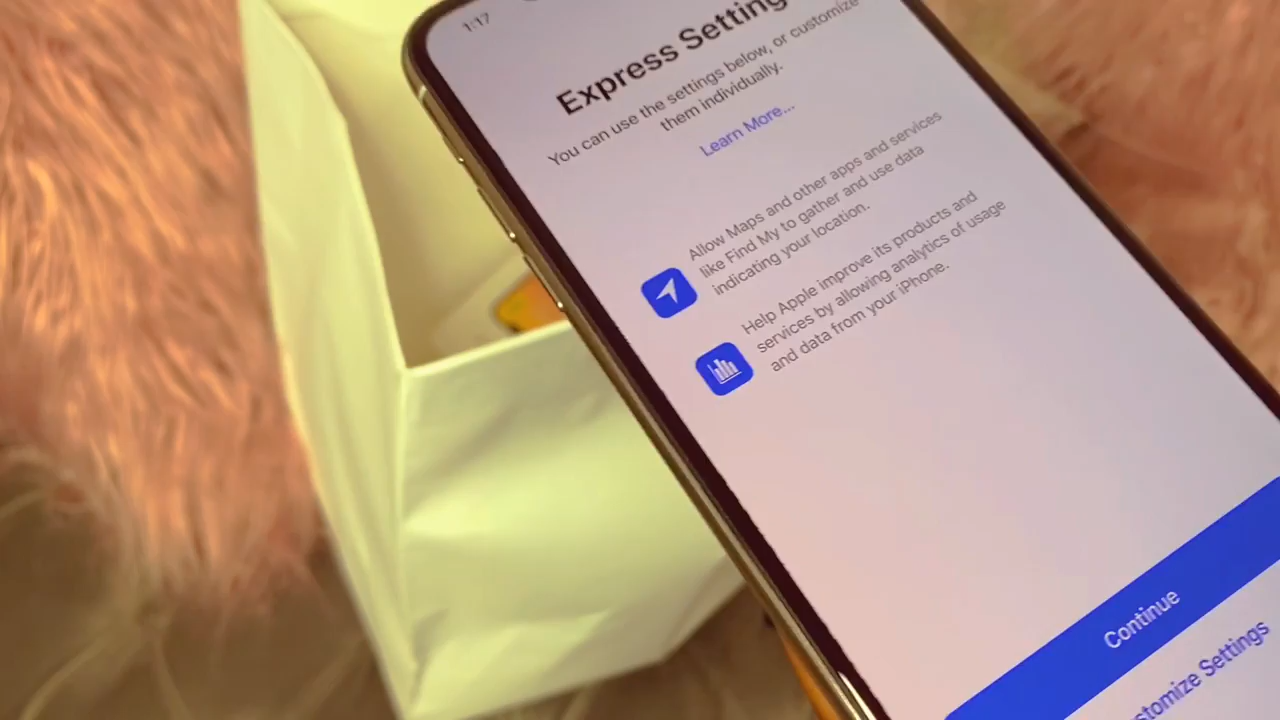 1:17
Express Setting
You can use the settings below, or customize
them individually.
Learn More...
Allow Maps and other apps and services
like Find My to gather and use data
indicating your location.
Help Apple improve its products and
services by allowing analytics of usage
and data from your iPhone.
Continue
stomize Settings